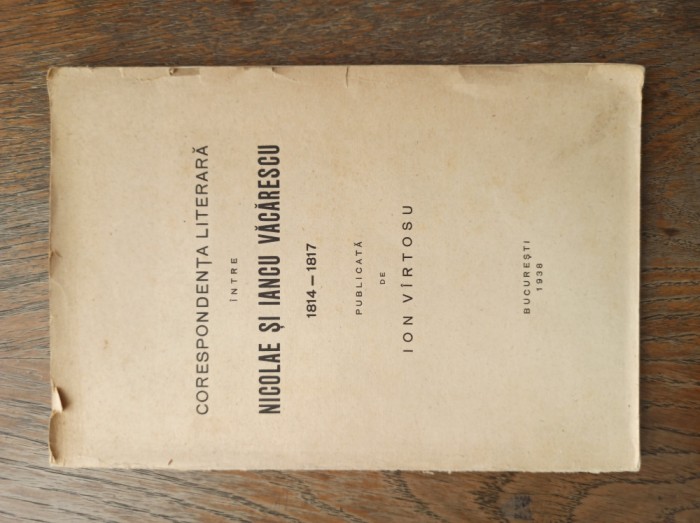 CORESPONDENȚA LITERARĂ
ÎNTRE
NICOLAE ȘI IANCU VĂCĂRESCU
1814 — 1817
PUBLICATĂ
DE
ION VÎRTOSU
BUCUREȘTI
1938